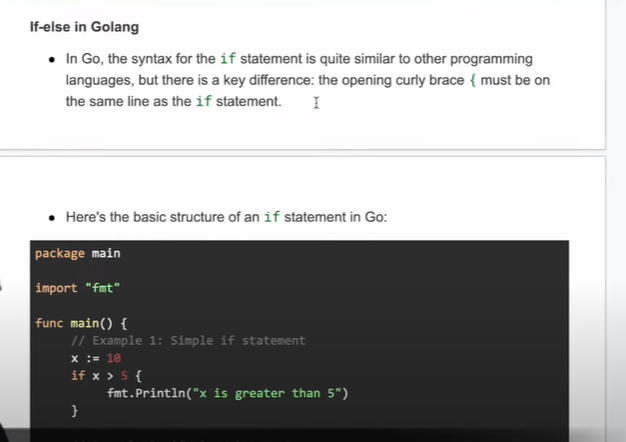 If-else in Golang
• In Go, the syntax for the if statement is quite similar to other programming
languages, but there is a key difference: the opening curly brace { must be on
the same line as the if statement.
• Here's the basic structure of an if statement in Go:
package main
import "fmt"
func main() {
// Example 1: Simple if statement
x := 10
if x > 5 {
fmt.Println("x is greater than 5")
}